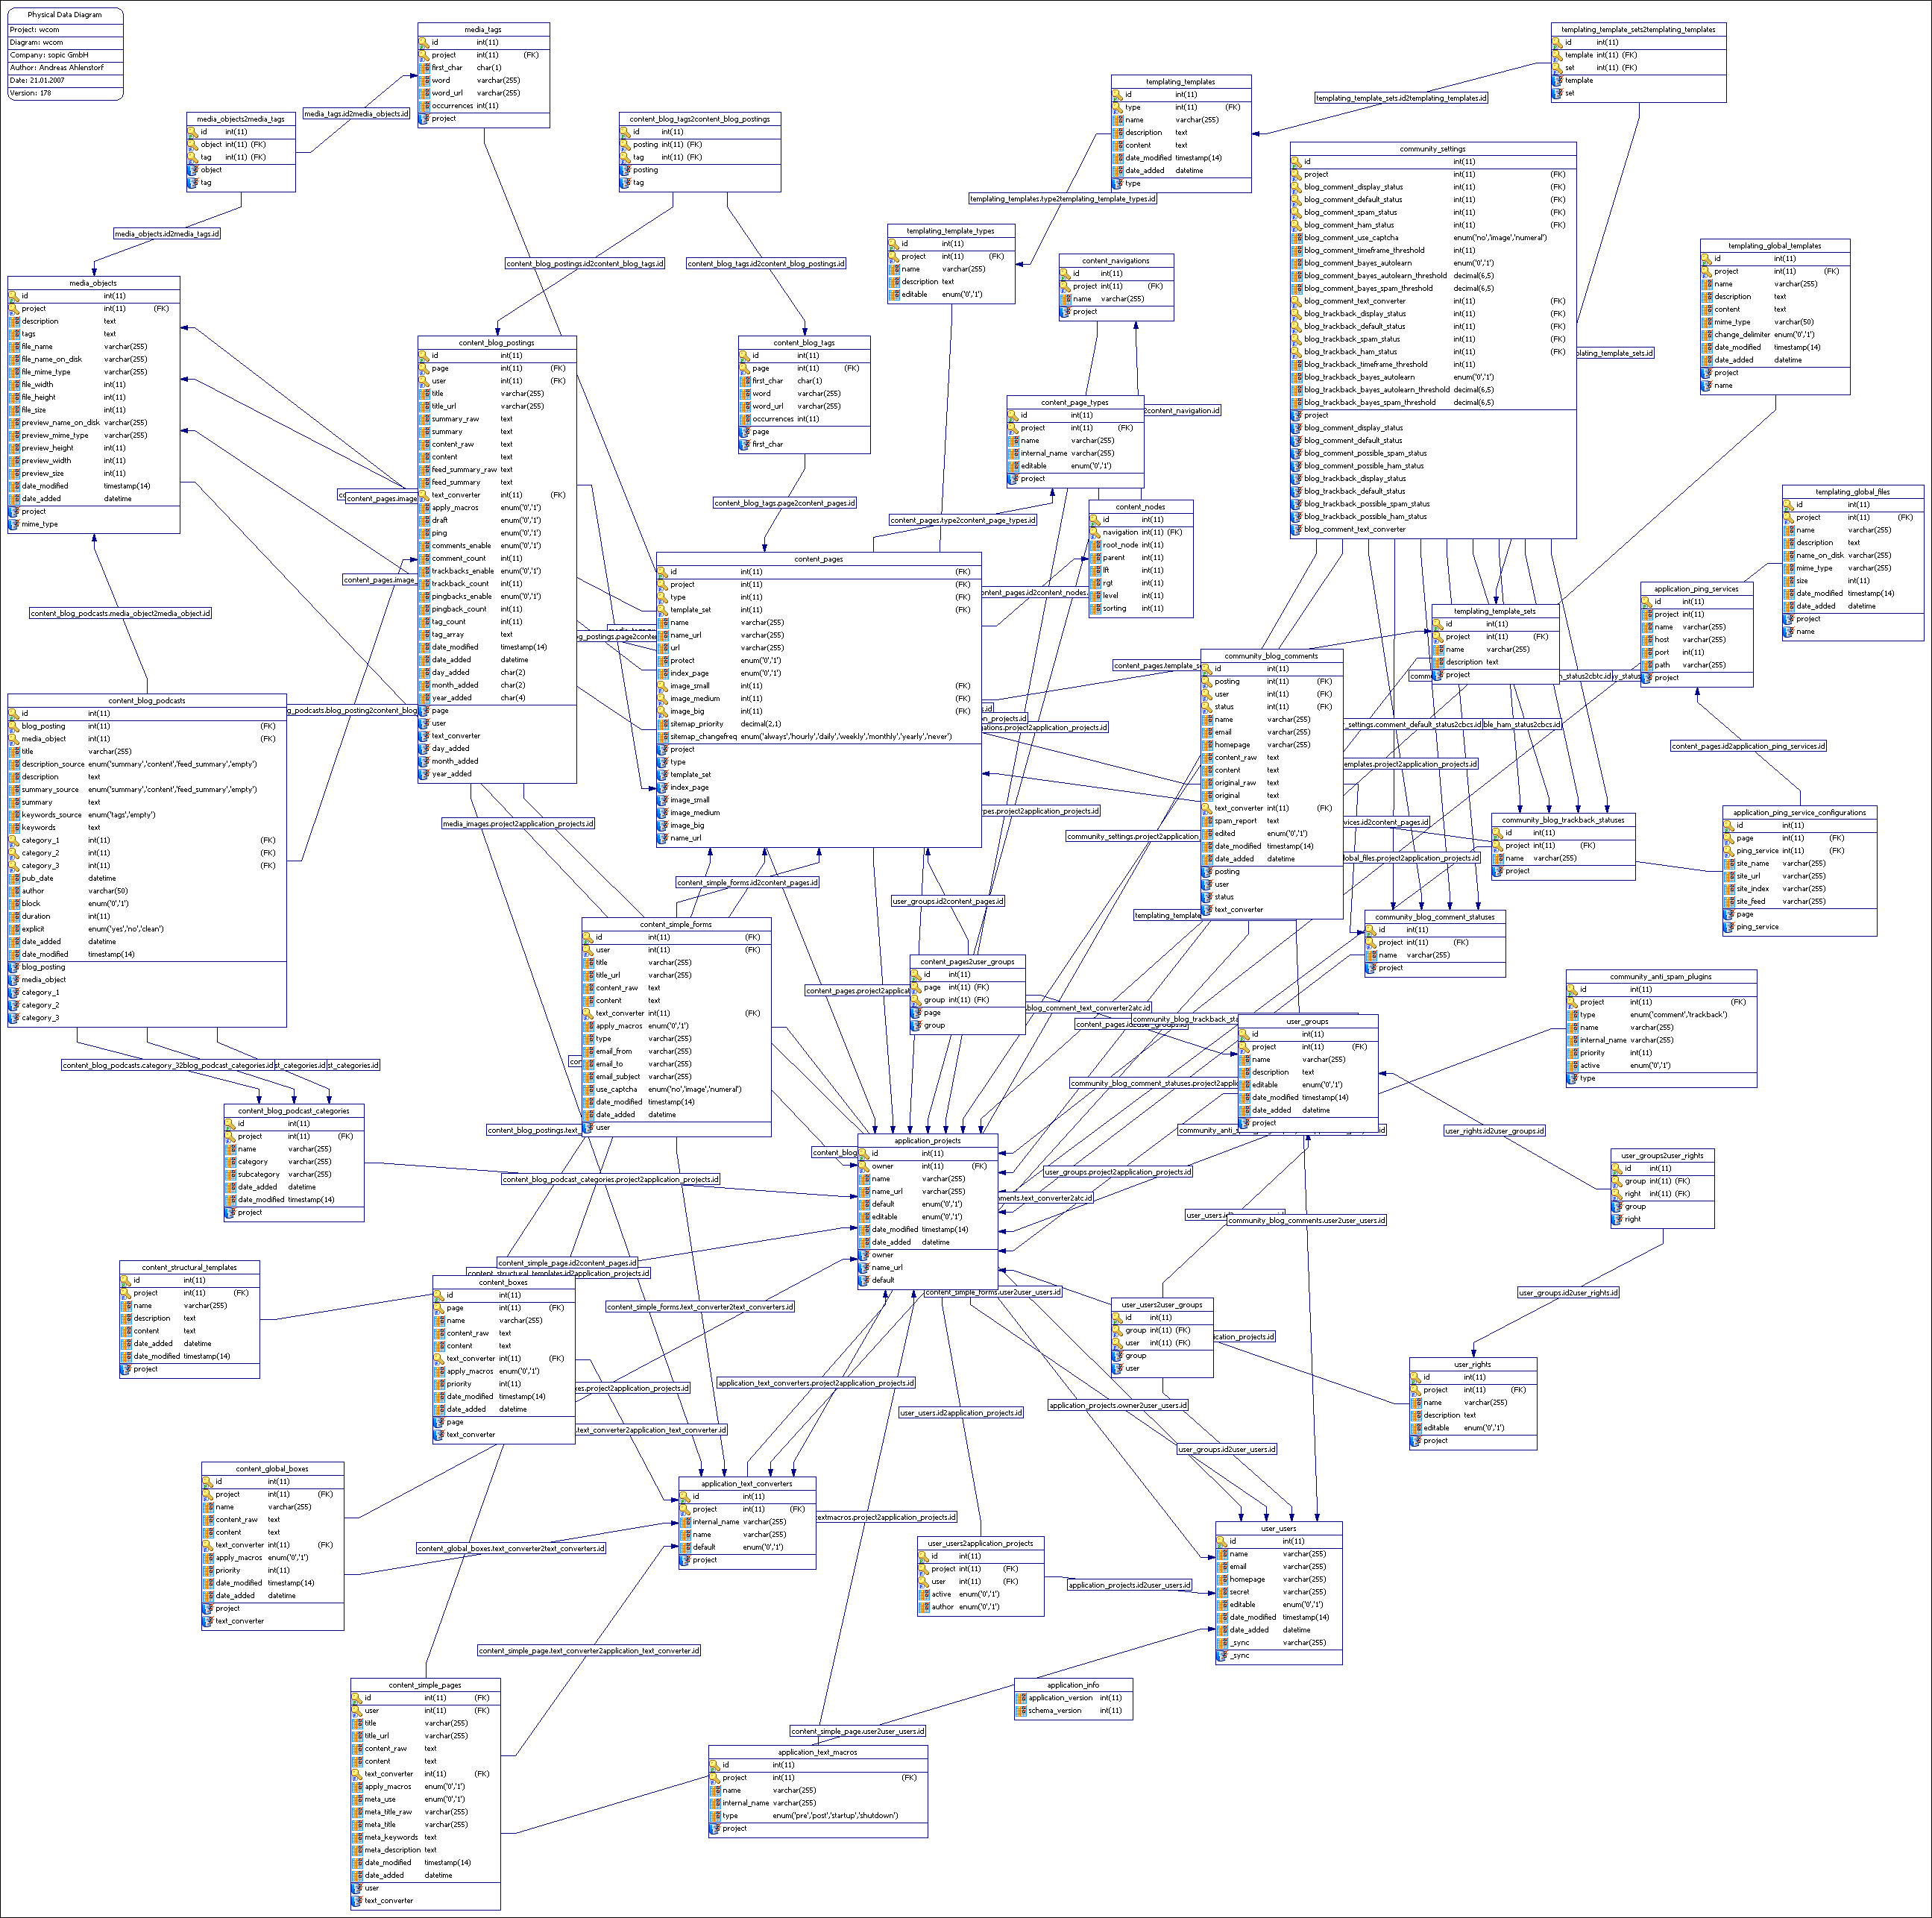 Physical Data Diagram
Project: wcom
Diagram: wcom
Company: sopic GmbH
Author: Andreas Ahlenstorf
Date: 21.01.2007
Version: 178
media_tags
id int(11)
project int(11) (FK)
first_char char(1)
word varchar(255)
word_url varchar(255)
occurrences int(11)
project
media_tags.id2media_objects.id
media_objects2media_tags
id int(11)
object int(11) (FK)
tag int(11) (FK)
object
tag
media_objects.id2media_tags.id
content_blog_tags2content_blog_postings
id int(11)
posting int(11) (FK)
tag int(11) (FK)
posting
tag
content_blog_postings.id2content_blog_tags.id
content_blog_tags.id2content_blog_postings.id
templating_templates
id int(11)
type int(11) (FK)
name varchar(255)
description text
content text
date_modified timestamp(14)
date_added datetime
type
templating_templates.type2templating_template_types.id
templating_template_sets.id2templating_templates.id
templating_template_sets2templating_templates
id int(11)
template int(11) (FK)
set int(11) (FK)
template
set
templating_template_types
id int(11)
project int(11) (FK)
name varchar(255)
description text
editable enum('0','1')
content_navigations
id int(11)
project int(11) (FK)
name varchar(255)
project
community_settings
id int(11)
project int(11) (FK)
blog_comment_display_status int(11) (FK)
blog_comment_default_status int(11) (FK)
blog_comment_spam_status int(11) (FK)
blog_comment_ham_status int(11) (FK)
blog_comment_use_captcha enum('no','image','numeral')
blog_comment_timeframe_threshold int(11)
blog_comment_bayes_autolearn enum('0','1')
blog_comment_bayes_autolearn_threshold decimal(6,5)
blog_comment_bayes_spam_threshold decimal(6,5)
blog_comment_text_converter int(11) (FK)
blog_trackback_display_status int(11) (FK)
blog_trackback_default_status int(11) (FK)
blog_trackback_spam_status int(11) (FK)
blog_trackback_ham_status int(11) (FK)
blog_trackback_timeframe_threshold int(11)
blog_trackback_bayes_autolearn enum('0','1')
blog_trackback_bayes_autolearn_threshold decimal(6,5)
blog_trackback_bayes_spam_threshold decimal(6,5)
project
blog_comment_display_status
blog_comment_default_status
blog_comment_possible_spam_status
blog_comment_possible_ham_status
blog_trackback_display_status
blog_trackback_default_status
blog_trackback_possible_spam_status
blog_trackback_possible_ham_status
blog_comment_text_converter
plating_template_sets.id
templating_global_templates
id int(11)
project int(11) (FK)
name varchar(255)
description text
content text
mime_type varchar(50)
change_delimiter enum('0','1')
date_modified timestamp(14)
date_added datetime
project
name
media_objects
id int(11)
project int(11) (FK)
description text
tags text
file_name varchar(255)
file_name_on_disk varchar(255)
file_mime_type varchar(255)
file_width int(11)
file_height int(11)
file_size int(11)
preview_name_on_disk varchar(255)
preview_mime_type varchar(255)
preview_height int(11)
preview_width int(11)
preview_size int(11)
date_modified timestamp(14)
date_added datetime
project
mime_type
content_blog_postings
id int(11)
page int(11) (FK)
user int(11) (FK)
title varchar(255)
title_url varchar(255)
summary_raw text
summary text
content_raw text
content text
feed_summary_raw text
feed_summary text
text_converter int(11) (FK)
apply_macros enum('0','1')
draft enum('0','1')
ping enum('0','1')
comments_enable enum('0','1')
comment_count int(11)
trackbacks_enable enum('0','1')
trackback_count int(11)
pingbacks_enable enum('0','1')
pingback_count int(11)
tag_count int(11)
tag_array text
date_modified timestamp(14)
date_added datetime
day_added char(2)
month_added char(2)
year_added char(4)
page
user
text_converter
day_added
month_added
year_added
content_pages.image
content_pages.image_
content_blog_tags
id int(11)
page int(11) (FK)
first_char char(1)
word varchar(255)
word_url varchar(255)
occurrences int(11)
page
first_char
content_blog_tags.page2content_pages.id
content_page_types
id int(11)
project int(11) (FK)
name varchar(255)
internal_name varchar(255)
editable enum('0','1')
project
2content_navigation.id
content_pages.type2content_page_types.id
content_nodes
id int(11)
navigation int(11) (FK)
root_node int(11)
parent int(11)
lft int(11)
rgt int(11)
level int(11)
sorting int(11)
content_pages.id2content_nodes.
templating_global_files
id int(11)
project int(11) (FK)
name varchar(255)
description text
name_on_disk varchar(255)
mime_type varchar(255)
size int(11)
date_modified timestamp(14)
date_added datetime
project
name
content_pages
id int(11) (FK)
project int(11) (FK)
type int(11) (FK)
template_set int(11) (FK)
name varchar(255)
name_url varchar(255)
url varchar(255)
protect enum('0','1')
index_page enum('0','1')
image_small int(11) (FK)
image_medium int(11) (FK)
image_big int(11) (FK)
sitemap_priority decimal(2,1)
sitemap_changefreq enum('always','hourly','daily','weekly','monthly','yearly','never')
project
type
template_set
index_page
image_small
image_medium
image_big
name_url
og_postings.page2conte
content_blog_podcasts.media_object2media_object.id
application_ping_services
id int(11)
project int(11)
name varchar(255)
host varchar(255)
port int(11)
path varchar(255)
project
templating_template_sets
id int(11)
project int(11) (FK)
name varchar(255)
description text
project
content_pages.template_se
community_blog_comments
id int(11)
posting int(11) (FK)
user int(11) (FK)
status int(11) (FK)
name varchar(255)
email varchar(255)
homepage varchar(255)
content_raw text
content text
original_raw text
original text
text_converter int(11) (FK)
spam_report text
edited enum('0','1')
date_modified timestamp(14)
date_added datetime
posting
user
status
text_converter
_settings.comment_default_status2cbcs.id
ble_ham_status2cbcs.id
content_pages.id2application_ping_services.id
content_blog_podcasts
id int(11)
blog_posting int(11) (FK)
media_object int(11) (FK)
title varchar(255)
description_source enum('summary','content','feed_summary','empty')
description text
summary_source enum('summary','content','feed_summary','empty')
summary text
keywords_source enum('tags','empty')
keywords text
category_1 int(11) (FK)
category_2 int(11) (FK)
category_3 int(11) (FK)
pub_date datetime
author varchar(50)
block enum('0','1')
duration int(11)
explicit enum('yes','no','clean')
date_added datetime
date_modified timestamp(14)
blog_posting
media_object
category_1
category_2
category_3
g_podcasts.blog_posting2content_blog
ations.project2application_projects.id
emplates.project2application_projects.id
ypes.project2application_projects.id
media_images.project2application_projects.id
community_settings.project2application
vices.id2content_pages.id
lobal_files.project2application_projects.id
community_blog_trackback_statuses
id int(11)
project int(11) (FK)
name varchar(255)
project
application_ping_service_configurations
id int(11)
page int(11) (FK)
ping_service int(11) (FK)
site_name varchar(255)
site_url varchar(255)
site_index varchar(255)
site_feed varchar(255)
page
ping_service
content_simple_forms.id2content_pages.id
user_groups.id2content_pages.id
templating_template
community_blog_comment_statuses
id int(11)
project int(11) (FK)
name varchar(255)
project
content_simple_forms
id int(11) (FK)
user int(11) (FK)
title varchar(255)
title_url varchar(255)
content_raw text
content text
text_converter int(11) (FK)
apply_macros enum('0','1')
type varchar(255)
email_from varchar(255)
email_to varchar(255)
email_subject varchar(255)
use_captcha enum('no','image','numeral')
date_modified timestamp(14)
date_added datetime
user
content_pages2user_groups
id int(11)
page int(11) (FK)
group int(11) (FK)
page
group
content_pages.project2applicat
blog_comment_text_converter2atc.id
community_blog_trackback_sta
content_pages.id2user_groups.id
community_anti_spam_plugins
id int(11)
project int(11) (FK)
type enum('comment','trackback')
name varchar(255)
internal_name varchar(255)
priority int(11)
active enum('0','1')
type
user_groups
id int(11)
project int(11) (FK)
name varchar(255)
description text
editable enum('0','1')
date_modified timestamp(14)
date_added datetime
project
community_blog_comment_statuses.project2applic
community_anti_s
content_blog_podcasts.category_32blog_podcast_categories.id
st_categories.id
st_categories.id
content_blog_podcast_categories
id int(11)
project int(11) (FK)
name varchar(255)
category varchar(255)
subcategory varchar(255)
date_added datetime
date_modified timestamp(14)
project
content_blog_postings.text_
content_blog_podcast_categories.project2application_projects.id
application_projects
id int(11)
owner int(11) (FK)
name varchar(255)
name_url varchar(255)
default enum('0','1')
editable enum('0','1')
date_modified timestamp(14)
date_added datetime
owner
name_url
default
content_blog
user_groups.project2application_projects.id
mments.text_converter2atc.id
user_rights.id2user_groups.id
user_groups2user_rights
id int(11)
group int(11) (FK)
right int(11) (FK)
group
right
community_blog_comments.user2user_users.id
content_structural_templates
id int(11)
project int(11) (FK)
name varchar(255)
description text
content text
date_added datetime
date_modified timestamp(14)
project
content_simple_page.id2content_pages.id
content_structural_templates.id2application_projects.id
content_boxes
id int(11)
page int(11) (FK)
name varchar(255)
content_raw text
content text
text_converter int(11) (FK)
apply_macros enum('0','1')
priority int(11)
date_modified timestamp(14)
date_added datetime
page
text_converter
content_simple_forms.text_converter2text_converters.id
content_simple_forms.user2user_users.id
user_groups.id2user_rights.id
user_users2user_groups
id int(11)
group int(11) (FK)
user int(11) (FK)
group
user
ication_projects.id
user_rights
id int(11)
project int(11) (FK)
name varchar(255)
description text
editable enum('0','1')
project
xes.project2application_projects.id
application_text_converters.project2application_projects.id
user_users.id2application_projects.id
application_projects.owner2user_users.id
.text_converter2application_text_converter.id
user_groups.id2user_users.id
content_global_boxes
id int(11)
project int(11) (FK)
name varchar(255)
content_raw text
content text
text_converter int(11) (FK)
apply_macros enum('0','1')
priority int(11)
date_modified timestamp(14)
date_added datetime
project
text_converter
application_text_converters
id int(11)
project int(11) (FK)
internal_name varchar(255)
name varchar(255)
default enum('0','1')
project
textmacros.project2application_projects.id
content_global_boxes.text_converter2text_converters.id
user_users2application_projects
id int(11)
project int(11) (FK)
user int(11) (FK)
active enum('0','1')
author enum('0','1')
application_projects.id2user_users.id
user_users
id int(11)
name varchar(255)
email varchar(255)
homepage varchar(255)
secret varchar(255)
editable enum('0','1')
date_modified timestamp(14)
date_added datetime
_sync varchar(255)
_sync
content_simple_page.text_converter2application_text_converter.id
content_simple_pages
id int(11) (FK)
user int(11) (FK)
title varchar(255)
title_url varchar(255)
content_raw text
content text
text_converter int(11) (FK)
apply_macros enum('0','1')
meta_use enum('0','1')
meta_title_raw varchar(255)
meta_title varchar(255)
meta_keywords text
meta_description text
date_modified timestamp(14)
date_added datetime
user
text_converter
application_info
application_version int(11)
schema_version int(11)
content_simple_page.user2user_users.id
application_text_macros
id int(11)
project int(11) (FK)
name varchar(255)
internal_name varchar(255)
type enum('pre','post','startup','shutdown')
project